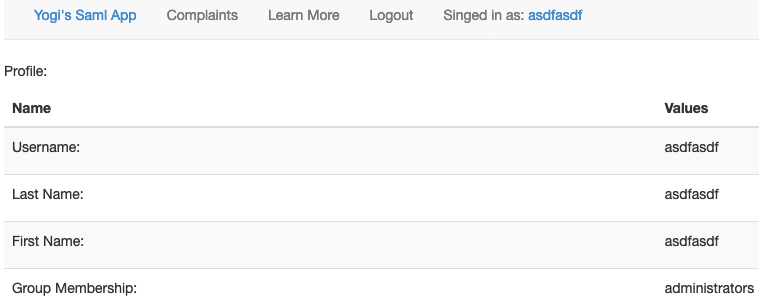 Yogi's Saml App Complaints Learn More Logout Singed in as: asdfasdf
Profile:
Name Values
Username: asdfasdf
Last Name: asdfasdf
First Name: asdfasdf
Group Membership: administrators